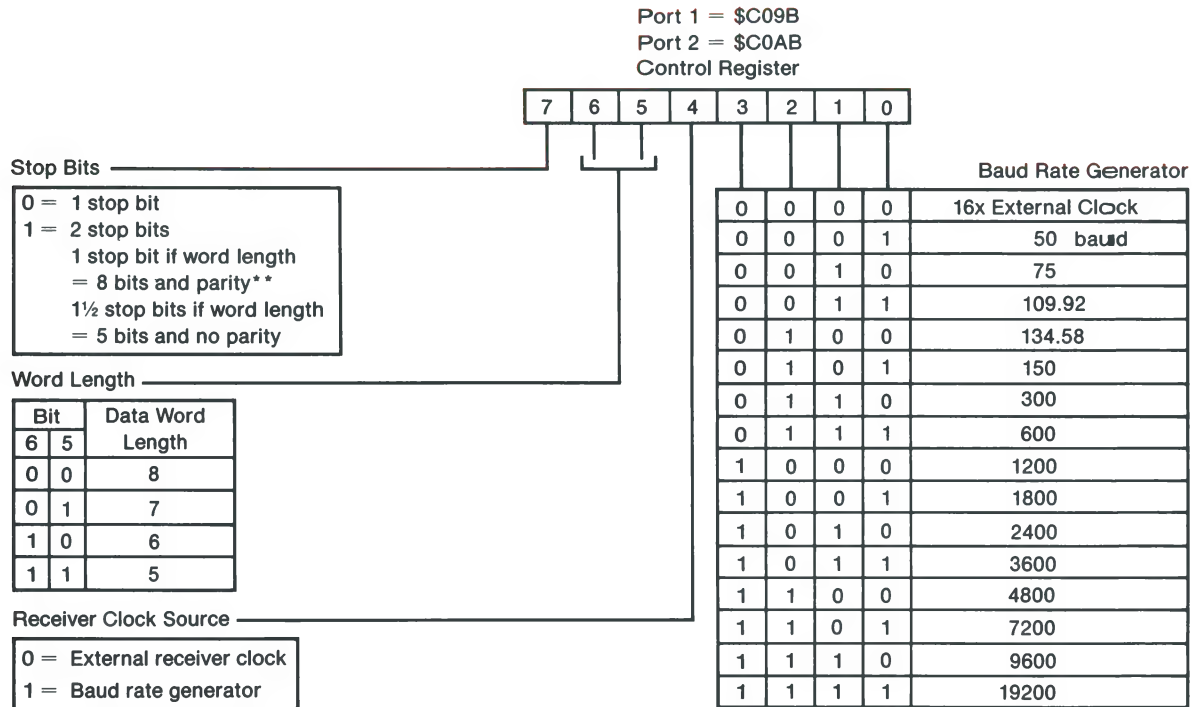 Port 1 = $C09B
Port 2 = $C0AB
Control Register
7 6 5 4 3 2 1 0
Stop Bits
0 = 1 stop bit
1 = 2 stop bits
1 stop bit if word length
= 8 bits and parity**
1½ stop bits if word length
= 5 bits and no parity
Word Length
Bit Data Word
6 5 Length
0 0 8
0 1 7
1 0 6
1 1 5
Receiver Clock Source
0 = External receiver clock
1 = Baud rate generator
Baud Rate Generator
0 0 0 0 16x External Clock
0 0 0 1 50 baud
0 0 1 0 75
0 0 1 1 109.92
0 1 0 0 134.58
0 1 0 1 150
0 1 1 0 300
0 1 1 1 600
1 0 0 0 1200
1 0 0 1 1800
1 0 1 0 2400
1 0 1 1 3600
1 1 0 0 4800
1 1 0 1 7200
1 1 1 0 9600
1 1 1 1 19200